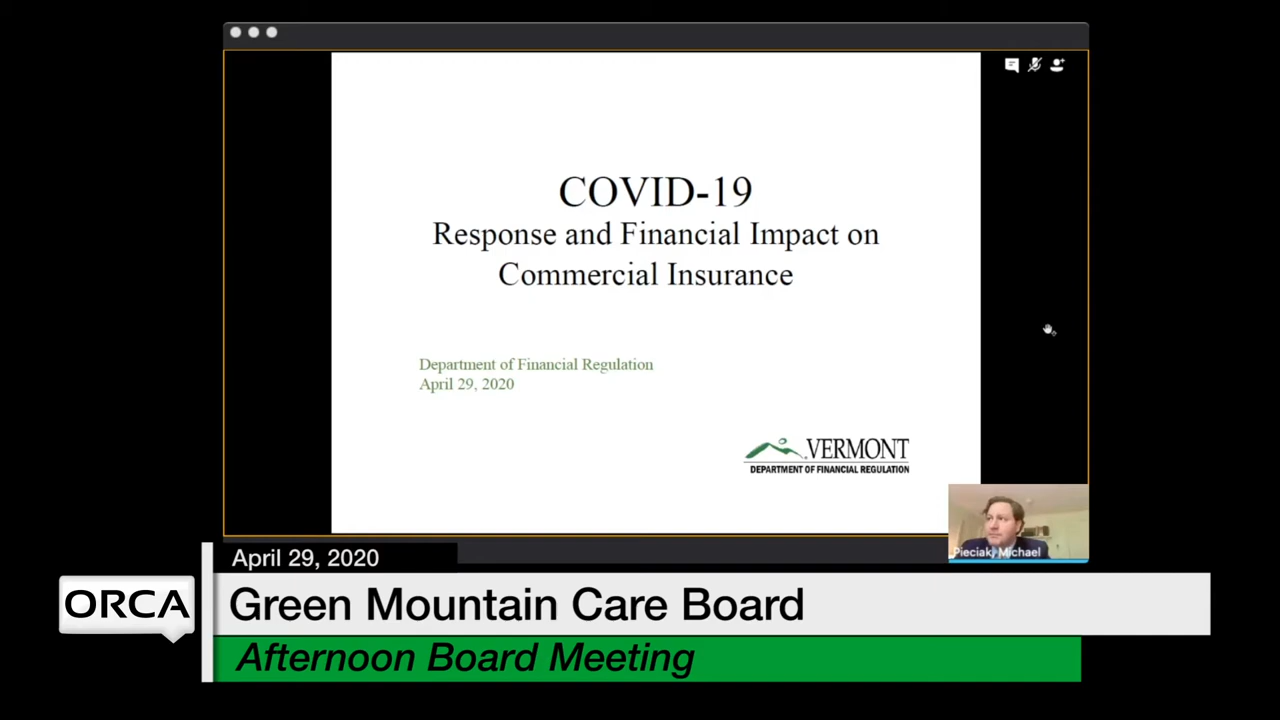 COVID-19
Response and Financial Impact on
Commercial Insurance
Department of Financial Regulation
April 29, 2020
VERMONT
DEPARTMENT OF FINANCIAL REGULATION
Pieciak, Michael
April 29, 2020
ORCA
Green Mountain Care Board
Afternoon Board Meeting